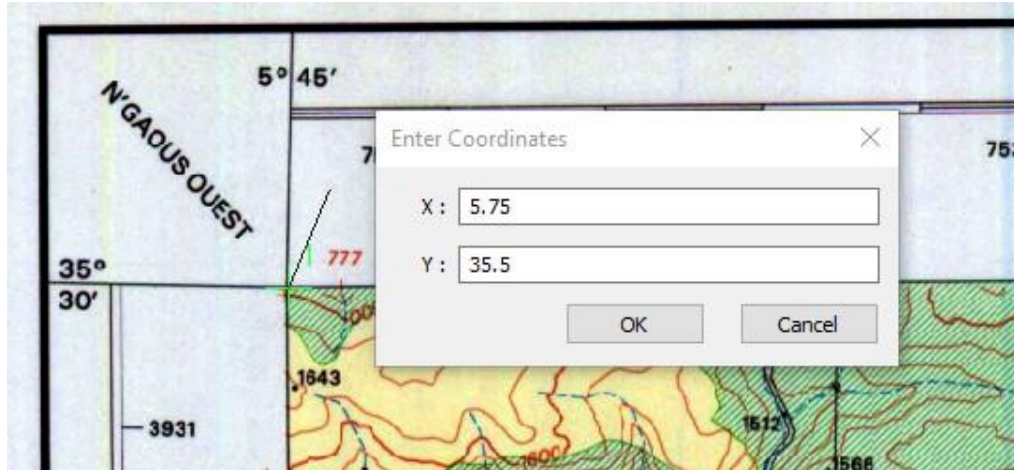 5° 45′
N'GAOUS OUEST
Enter Coordinates
X : 5.75
Y : 35.5
OK Cancel
777
35°
30′
1643
3931
1512
1600
1566